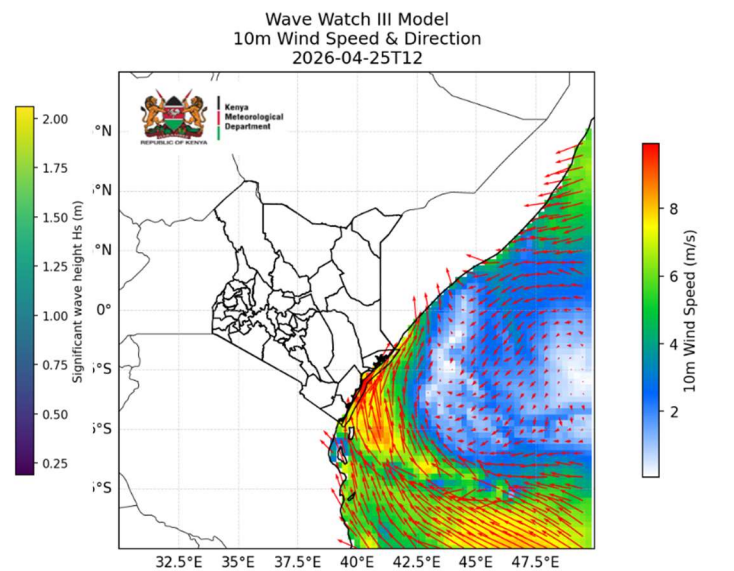 Wave Watch III Model
10m Wind Speed & Direction
2026-04-25T12
Kenya
Meteorological
Department
REPUBLIC OF KENYA
2.00
1.75
1.50
1.25
1.00
0.75
0.50
0.25
Significant wave height Hs (m)
°N
°N
°N
0°
°S
°S
°S
32.5°E 35°E 37.5°E 40°E 42.5°E 45°E 47.5°E
8
6
4
2
10m Wind Speed (m/s)